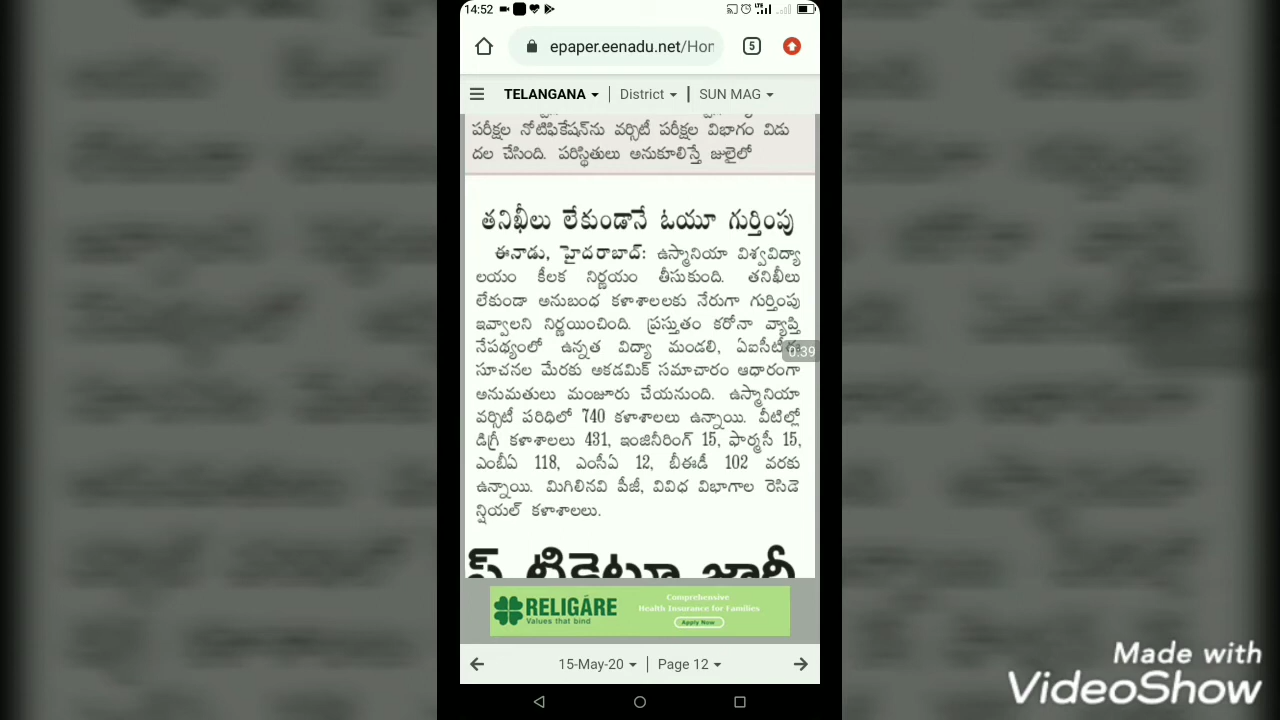 14:52
epaper.eenadu.net/Hor
5
TELANGANA
District
SUN MAG
పరీక్షల నోటిఫికేషన్‌ను వర్సిటీ పరీక్షల విభాగం విడు
దల చేసింది. పరిస్థితులు అనుకూలిస్తే జులైలో
తనిఖీలు లేకుండానే ఓయూ గుర్తింపు
ఈనాడు, హైదరాబాద్: ఉస్మానియా విశ్వవిద్యా
లయం కీలక నిర్ణయం తీసుకుంది. తనిఖీలు
లేకుండా అనుబంధ కళాశాలలకు నేరుగా గుర్తింపు
ఇవ్వాలని నిర్ణయించింది. ప్రస్తుతం కరోనా వ్యాప్తి
నేపథ్యంలో ఉన్నత విద్యా మండలి,
0:39
సూచనల మేరకు అకడమిక్ సమాచారం ఆధారంగా
అనుమతులు మంజూరు చేయనుంది. ఉస్మానియా
వర్సిటీ పరిధిలో 740 కళాశాలలు ఉన్నాయి. వీటిల్లో
డిగ్రీ కళాశాలలు 431, ఇంజినీరింగ్ 15, ఫార్మసీ 15,
ఎంబీఏ 118, ఎంసీఏ 12, బీఈడీ 102 వరకు
ఉన్నాయి. మిగిలినవి పీజీ, వివిధ విభాగాల రెసిడె
న్షియల్ కళాశాలలు.
RELIGARE
Values that bind
Comprehensive
Health Insurance for Families
Apply Now
15-May-20
Page 12
Made with
VideoShow